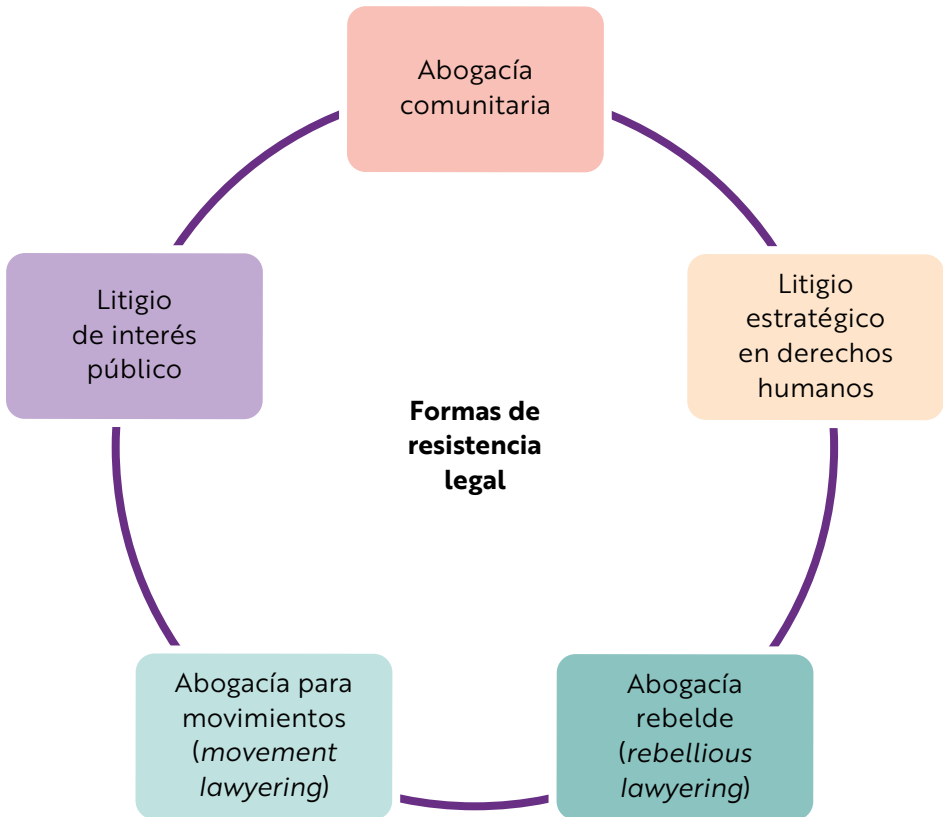 Abogacía
comunitaria
Litigio
estratégico
en derechos
humanos
Abogacía
rebelde
(rebellious
lawyering)
Abogacía para
movimientos
(movement
lawyering)
Litigio
de interés
público
Formas de
resistencia
legal